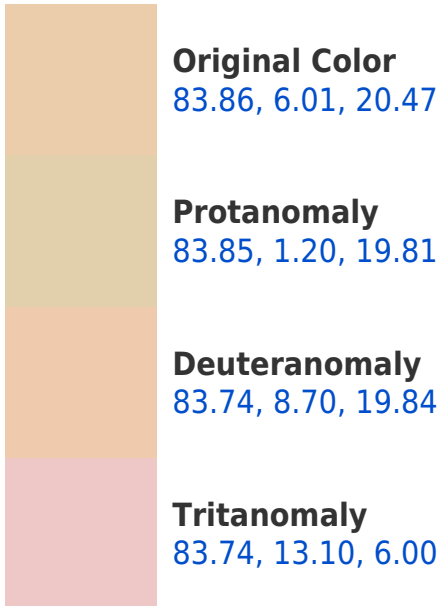 Original Color
83.86, 6.01, 20.47
Protanomaly
83.85, 1.20, 19.81
Deuteranomaly
83.74, 8.70, 19.84
Tritanomaly
83.74, 13.10, 6.00